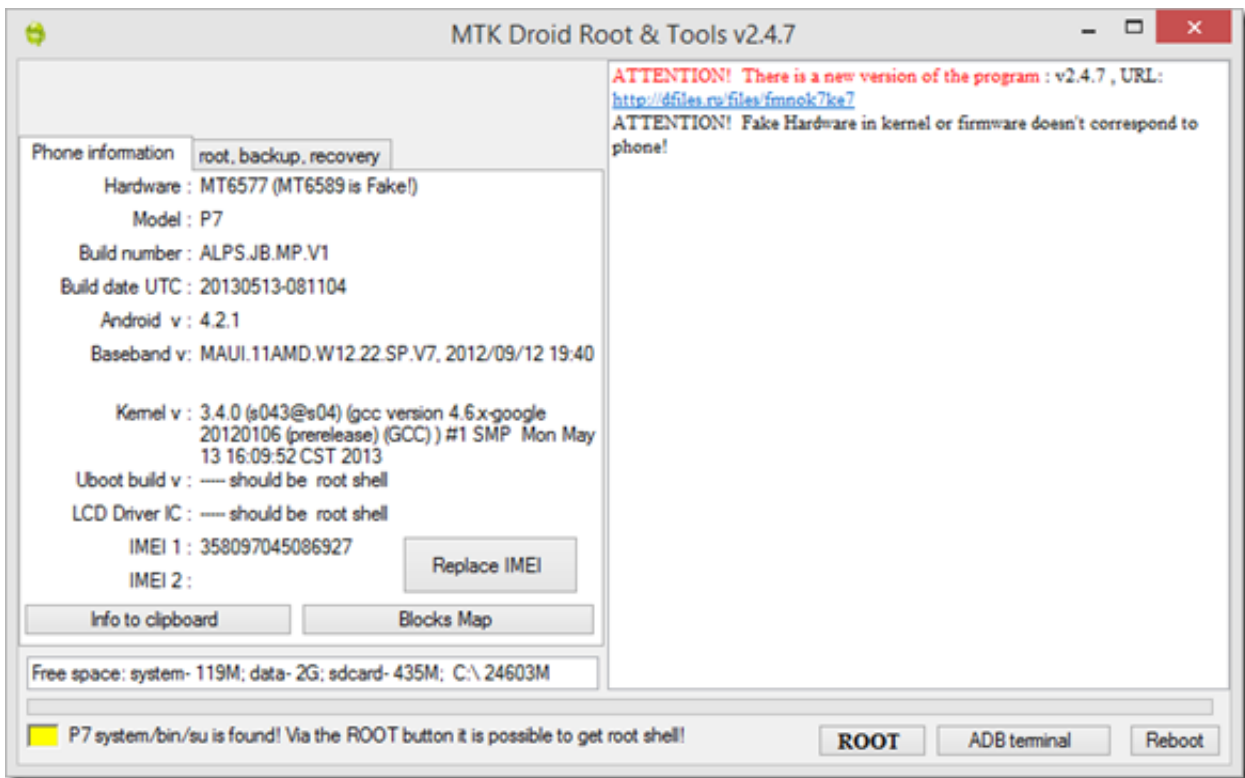 MTK Droid Root & Tools v2.4.7
ATTENTION! There is a new version of the program : v2.4.7 , URL:
http://dfiles.ru/files/fmnok7ke7
ATTENTION! Fake Hardware in kernel or firmware doesn't correspond to
phone!
Phone information
root, backup, recovery
Hardware : MT6577 (MT6589 is Fake!)
Model : P7
Build number : ALPS.JB.MP.V1
Build date UTC : 20130513-081104
Android v : 4.2.1
Baseband v: MAUI.11AMD.W12.22.SP.V7, 2012/09/12 19:40
Kernel v : 3.4.0 (s043@s04) (gcc version 4.6.x-google
20120106 (prerelease) (GCC) ) #1 SMP Mon May
13 16:09:52 CST 2013
Uboot build v : ----- should be root shell
LCD Driver IC : ----- should be root shell
IMEI 1 : 358097045086927
IMEI 2 :
Replace IMEI
Info to clipboard
Blocks Map
Free space: system- 119M; data- 2G; sdcard- 435M; C:\ 24603M
P7 system/bin/su is found! Via the ROOT button it is possible to get root shell!
ROOT
ADB terminal
Reboot